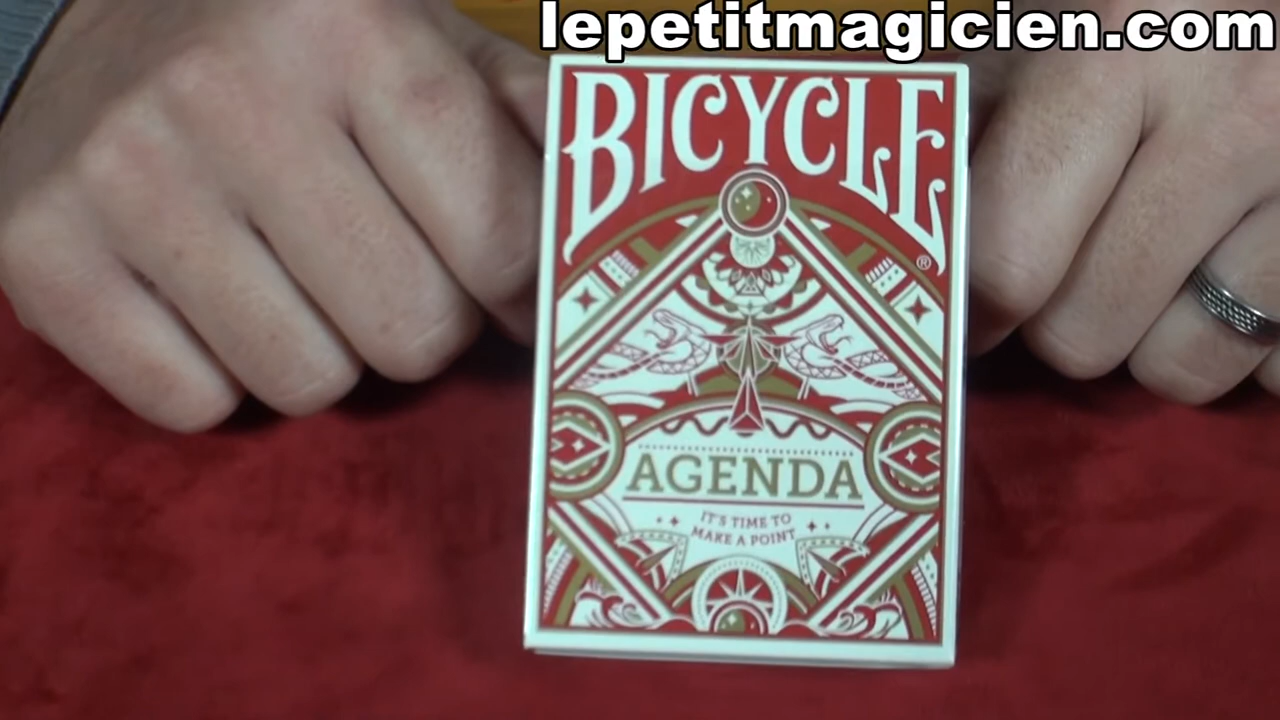 lepetitmagicien.com
BICYCLE
®
AGENDA
IT'S TIME TO
MAKE A POINT